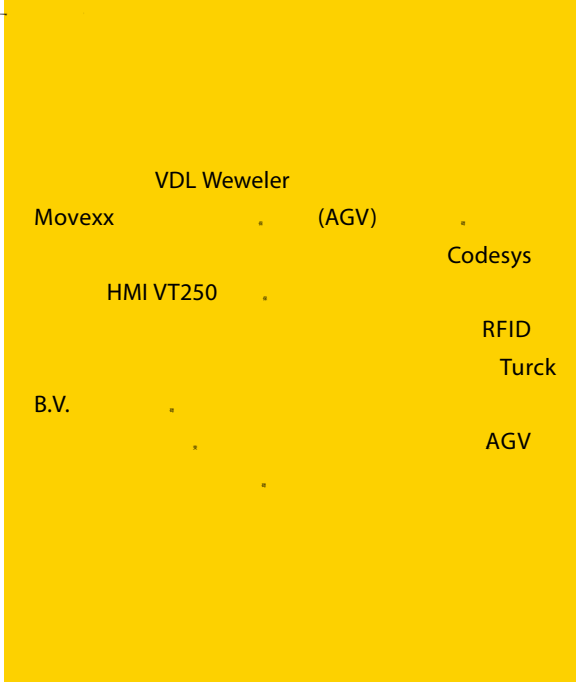 VDL Weweler
Movexx (AGV)
Codesys
HMI VT250
RFID
Turck
B.V.
AGV